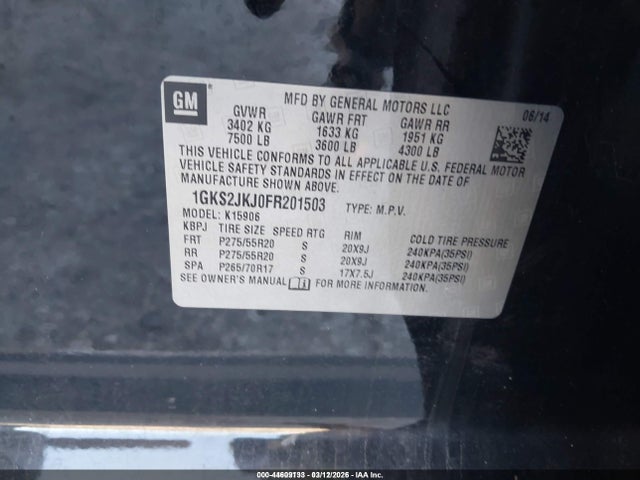 GM
MFD BY GENERAL MOTORS LLC
06/14
GVWR GAWR FRT GAWR RR
3402 KG 1633 KG 1951 KG
7500 LB 3600 LB 4300 LB
THIS VEHICLE CONFORMS TO ALL APPLICABLE U.S. FEDERAL MOTOR
VEHICLE SAFETY STANDARDS IN EFFECT ON THE DATE OF
MANUFACTURE SHOWN ABOVE.
1GKS2JKJ0FR201503 TYPE: M.P.V.
MODEL: K15906
KBPJ TIRE SIZE SPEED RTG RIM COLD TIRE PRESSURE
FRT P275/55R20 S 20X9J 240KPA(35PSI)
RR P275/55R20 S 20X9J 240KPA(35PSI)
SPA P265/70R17 S 17X7.5J 240KPA(35PSI)
SEE OWNER'S MANUAL FOR MORE INFORMATION.
000-44609193 - 03/12/2026 - IAA Inc.